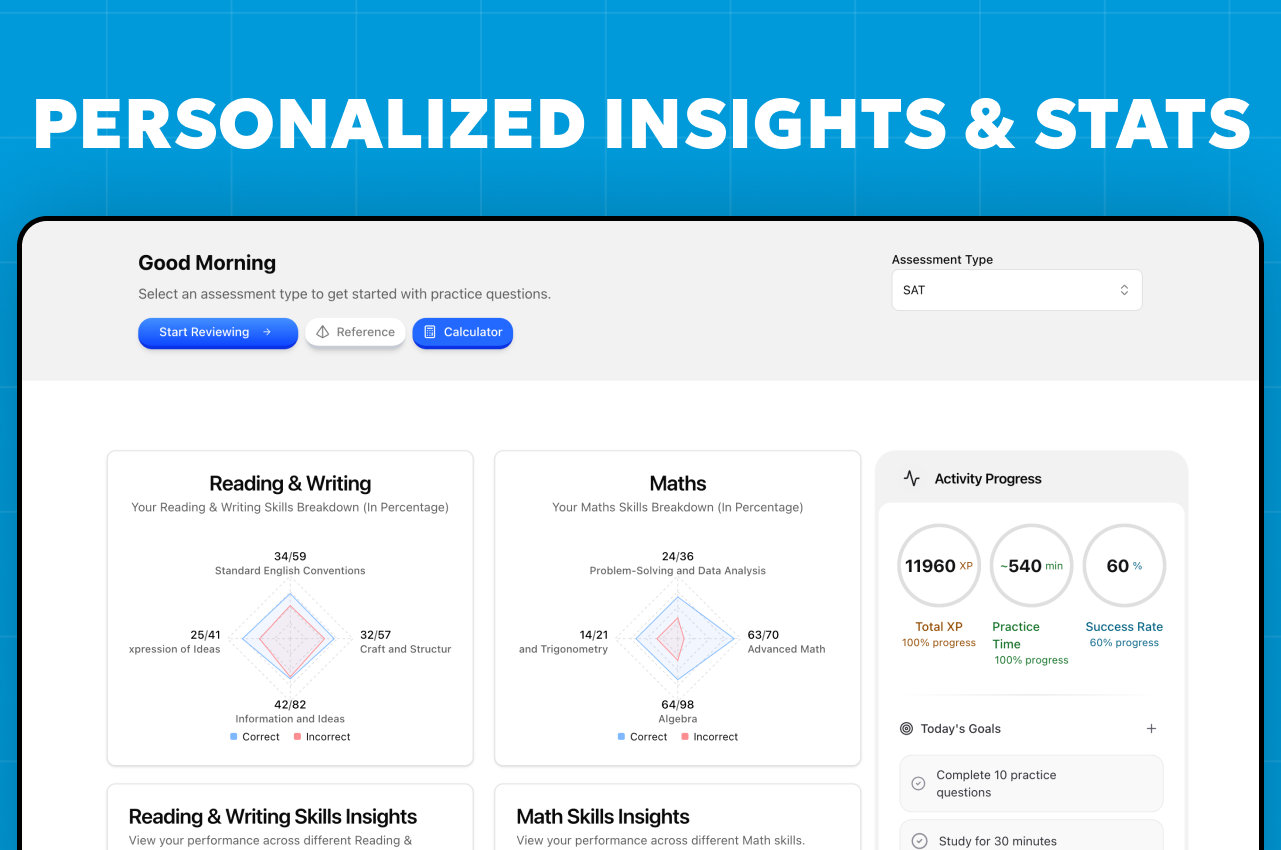 PERSONALIZED INSIGHTS & STATS
Good Morning
Select an assessment type to get started with practice questions.
Start Reviewing
Reference
Calculator
Assessment Type
SAT
Reading & Writing
Your Reading & Writing Skills Breakdown (In Percentage)
34/59
Standard English Conventions
25/41
xpression of Ideas
32/57
Craft and Structur
42/82
Information and Ideas
Correct
Incorrect
Maths
Your Maths Skills Breakdown (In Percentage)
24/36
Problem-Solving and Data Analysis
14/21
and Trigonometry
63/70
Advanced Math
64/98
Algebra
Correct
Incorrect
Activity Progress
11960 XP
~540 min
60 %
Total XP
100% progress
Practice
Time
100% progress
Success Rate
60% progress
Today's Goals
Complete 10 practice
questions
Study for 30 minutes
Reading & Writing Skills Insights
View your performance across different Reading &
Math Skills Insights
View your performance across different Math skills.